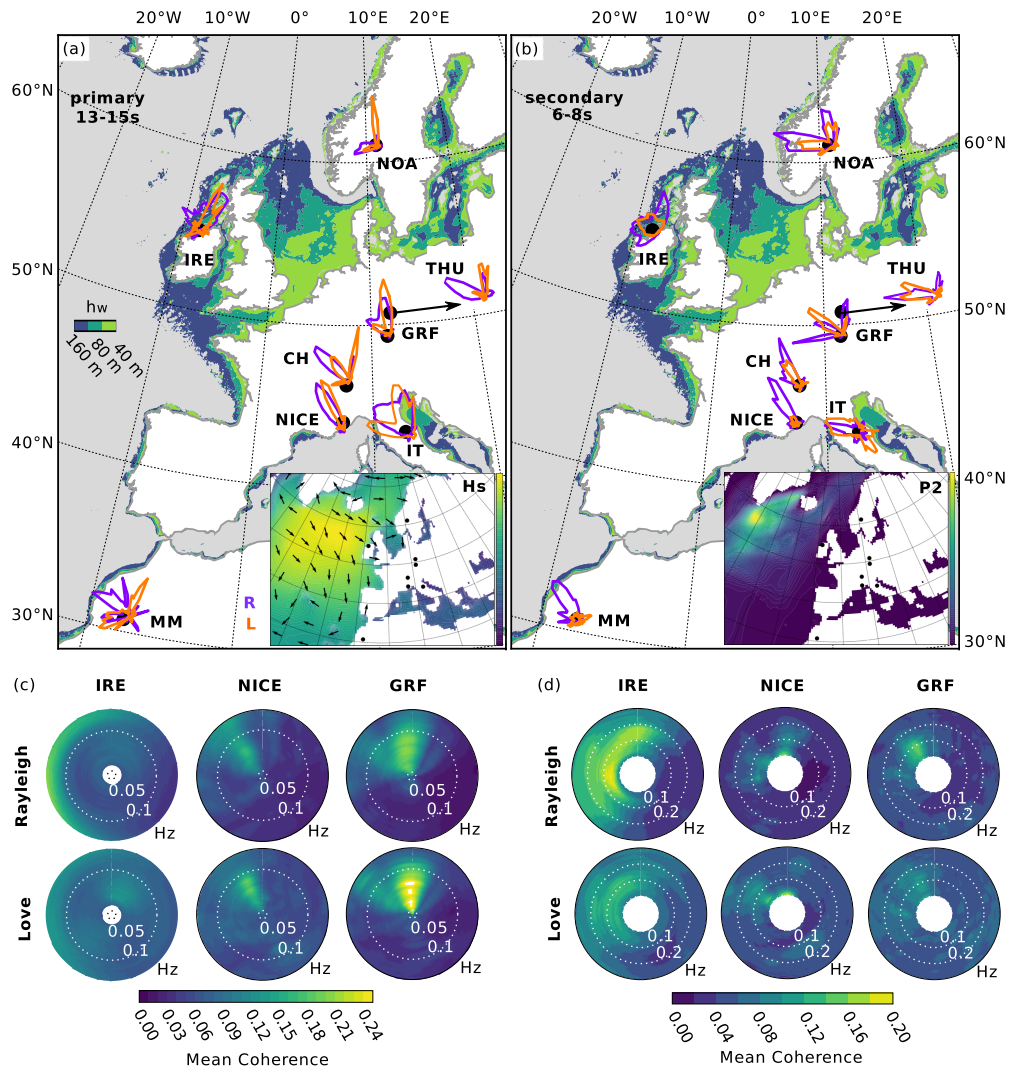 20°W 10°W 0° 10°E 20°E
20°W 10°W 0° 10°E 20°E
(a)
(b)
60°N
50°N
40°N
30°N
60°N
50°N
40°N
30°N
primary
13-15s
secondary
6-8s
NOA
NOA
IRE
IRE
THU
THU
hw
160 m
80 m
40 m
GRF
GRF
CH
CH
NICE
NICE
IT
IT
Hs
P2
R
L
MM
MM
(c)
IRE NICE GRF
(d)
IRE NICE GRF
Rayleigh
0.05
0.1
Hz
0.05
0.1
Hz
0.05
0.1
Hz
Rayleigh
0.1
0.2
Hz
0.1
0.2
Hz
0.1
0.2
Hz
Love
0.05
0.1
Hz
0.05
0.1
Hz
0.05
0.1
Hz
Love
0.1
0.2
Hz
0.1
0.2
Hz
0.1
0.2
Hz
0.00 0.03 0.06 0.09 0.12 0.15 0.18 0.21 0.24
Mean Coherence
0.00 0.04 0.08 0.12 0.16 0.20
Mean Coherence